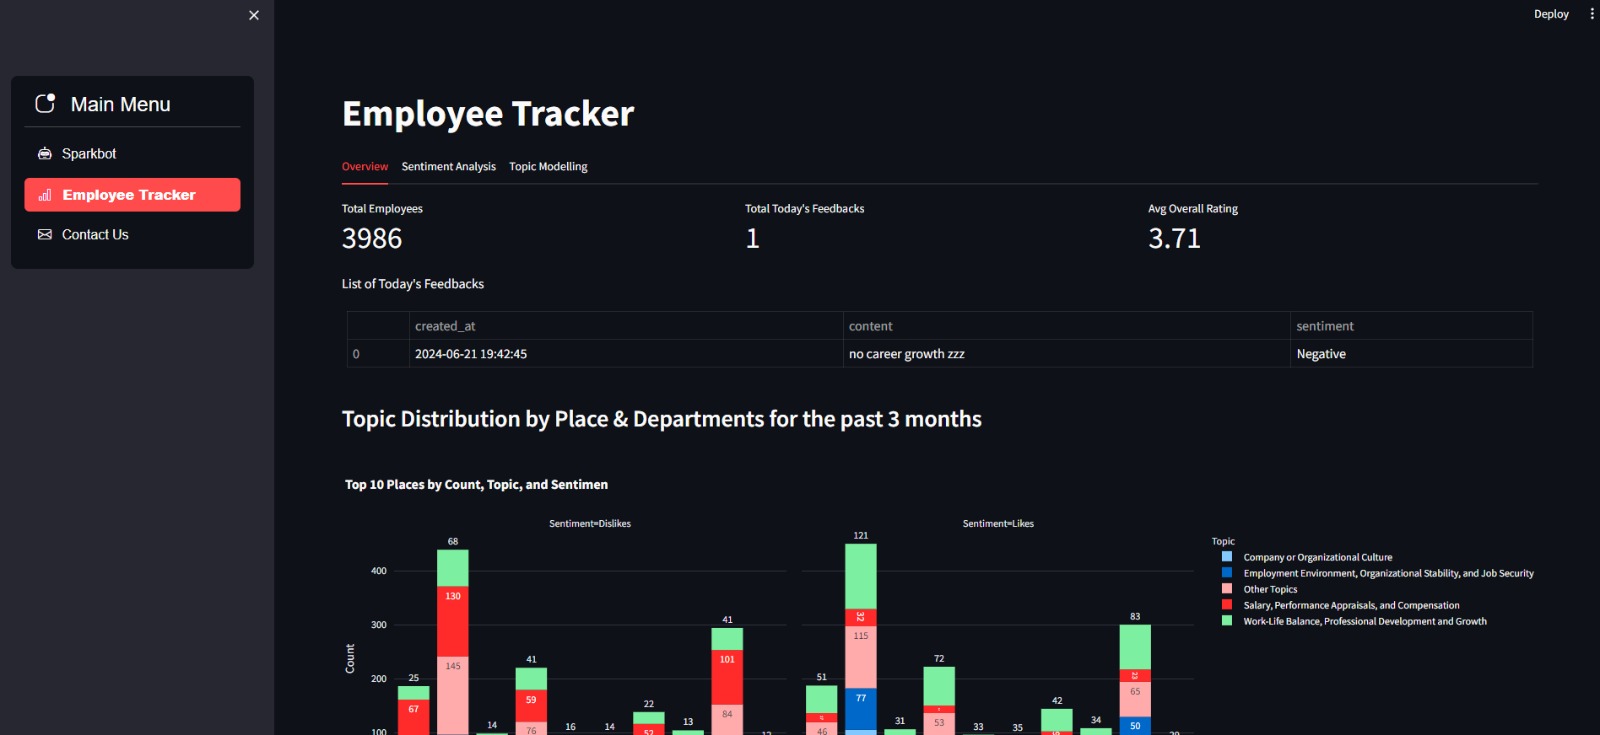 Deploy
Main Menu
Sparkbot
Employee Tracker
Contact Us
Employee Tracker
Overview Sentiment Analysis Topic Modelling
Total Employees Total Today's Feedbacks Avg Overall Rating
3986 1 3.71
List of Today's Feedbacks
created_at content sentiment
0 2024-06-21 19:42:45 no career growth zzz Negative
Topic Distribution by Place & Departments for the past 3 months
Top 10 Places by Count, Topic, and Sentimen
Sentiment=Dislikes Sentiment=Likes
Count
400
300
200
100
25
67
68
130
145
14
41
59
76
16
14
22
52
13
41
101
84
51
46
121
32
115
77
31
72
53
33
35
42
34
83
23
65
50
Topic
Company or Organizational Culture
Employment Environment, Organizational Stability, and Job Security
Other Topics
Salary, Performance Appraisals, and Compensation
Work-Life Balance, Professional Development and Growth